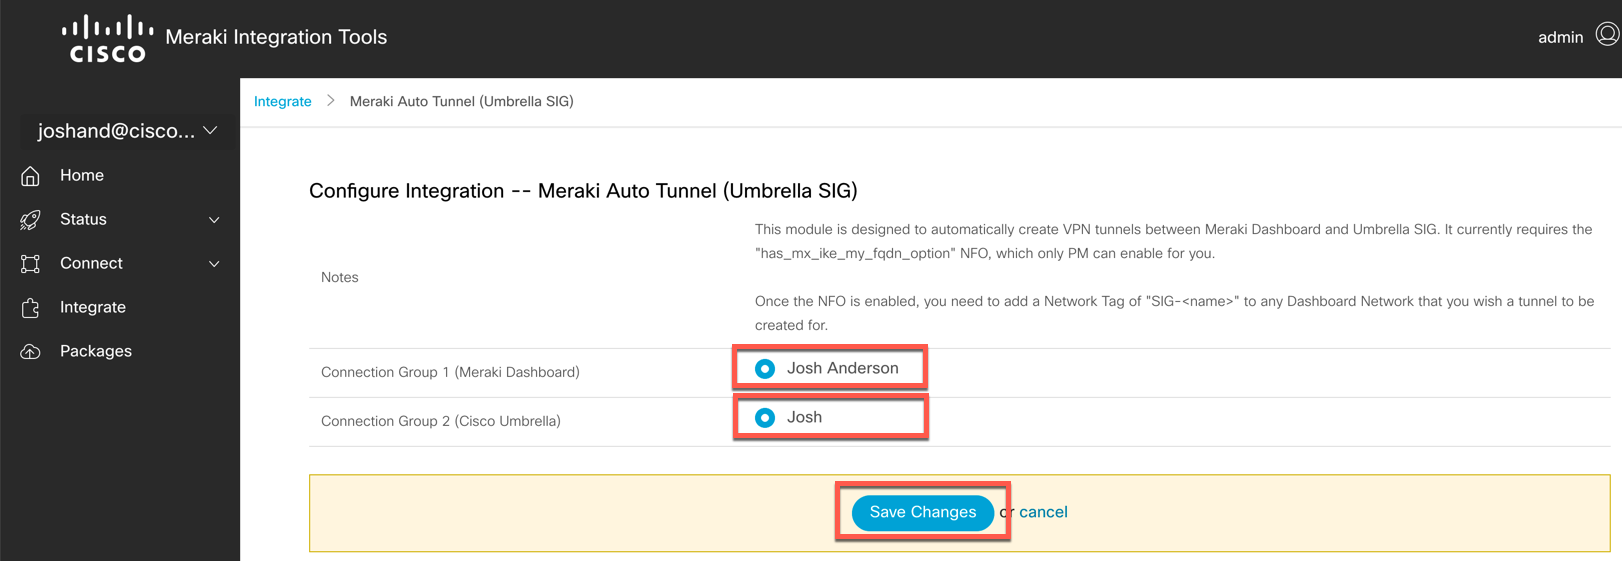 CISCO
Meraki Integration Tools
admin
joshand@cisco...
Home
Status
Connect
Integrate
Packages
Integrate > Meraki Auto Tunnel (Umbrella SIG)
Configure Integration -- Meraki Auto Tunnel (Umbrella SIG)
Notes
This module is designed to automatically create VPN tunnels between Meraki Dashboard and Umbrella SIG. It currently requires the
"has_mx_ike_my_fqdn_option" NFO, which only PM can enable for you.
Once the NFO is enabled, you need to add a Network Tag of "SIG-<name>" to any Dashboard Network that you wish a tunnel to be
created for.
Connection Group 1 (Meraki Dashboard)
Josh Anderson
Connection Group 2 (Cisco Umbrella)
Josh
Save Changes or cancel